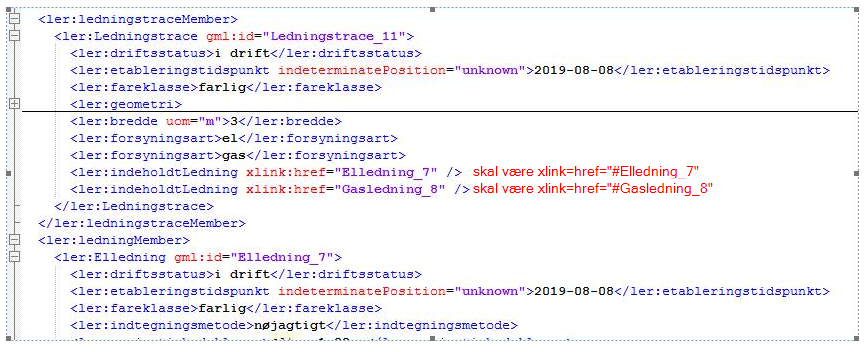 <ler:ledningstraceMember>
<ler:Ledningstrace gml:id="Ledningstrace_11">
<ler:driftsstatus>i drift</ler:driftsstatus>
<ler:etableringstidspunkt indeterminatePosition="unknown">2019-08-08</ler:etableringstidspunkt>
<ler:fareklasse>farlig</ler:fareklasse>
<ler:geometri>
<ler:bredde uom="m">3</ler:bredde>
<ler:forsyningsart>el</ler:forsyningsart>
<ler:forsyningsart>gas</ler:forsyningsart>
<ler:indeholdtLedning xlink:href="Elledning_7" /> skal være xlink=href="#Elledning_7"
<ler:indeholdtLedning xlink:href="Gasledning_8" /> skal være xlink=href="#Gasledning_8"
</ler:Ledningstrace>
</ler:ledningstraceMember>
<ler:ledningMember>
<ler:Elledning gml:id="Elledning_7">
<ler:driftsstatus>i drift</ler:driftsstatus>
<ler:etableringstidspunkt indeterminatePosition="unknown">2019-08-08</ler:etableringstidspunkt>
<ler:fareklasse>farlig</ler:fareklasse>
<ler:indtegningsmetode>nøjagtigt</ler:indtegningsmetode>